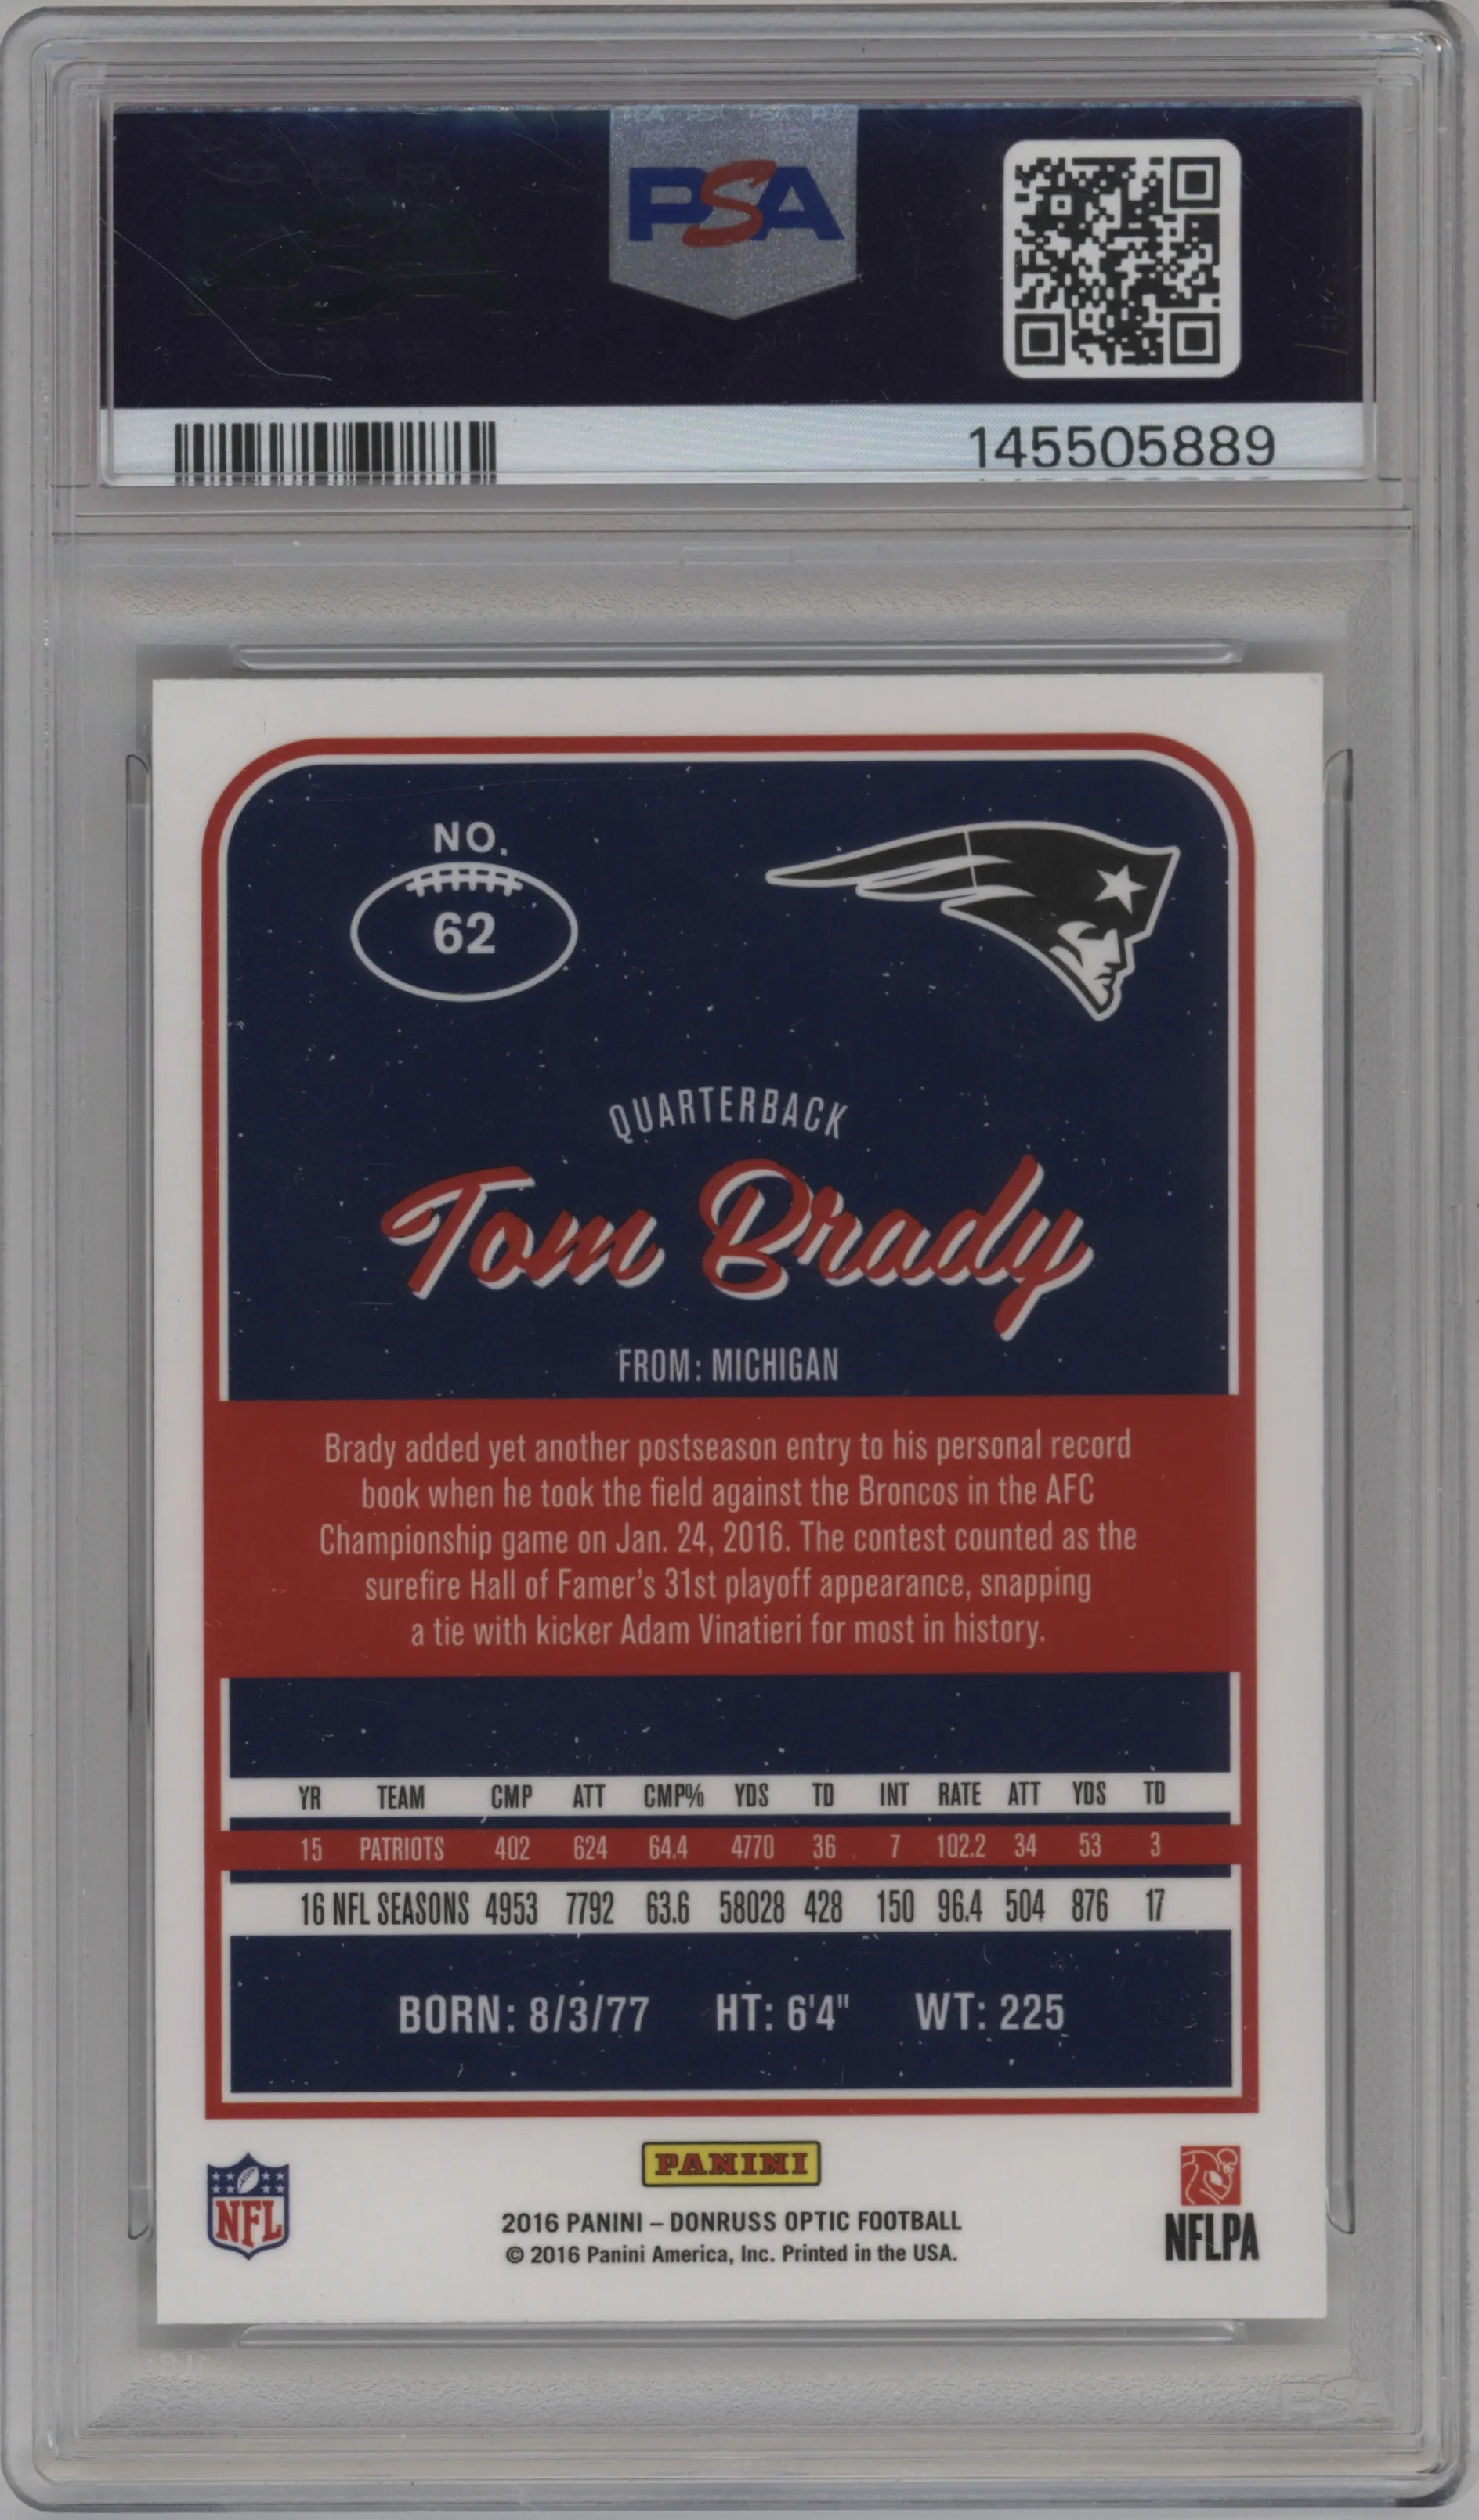 PSA
145505889
NO.
62
QUARTERBACK
Tom Brady
FROM: MICHIGAN
Brady added yet another postseason entry to his personal record
book when he took the field against the Broncos in the AFC
Championship game on Jan. 24, 2016. The contest counted as the
surefire Hall of Famer's 31st playoff appearance, snapping
a tie with kicker Adam Vinatieri for most in history.
YR TEAM CMP ATT CMP% YDS TD INT RATE ATT YDS TD
15 PATRIOTS 402 624 64.4 4770 36 7 102.2 34 53 3
16 NFL SEASONS 4953 7792 63.6 58028 428 150 96.4 504 876 17
BORN: 8/3/77 HT: 6'4" WT: 225
NFL
PANINI
2016 PANINI – DONRUSS OPTIC FOOTBALL
© 2016 Panini America, Inc. Printed in the USA.
NFLPA
PSA